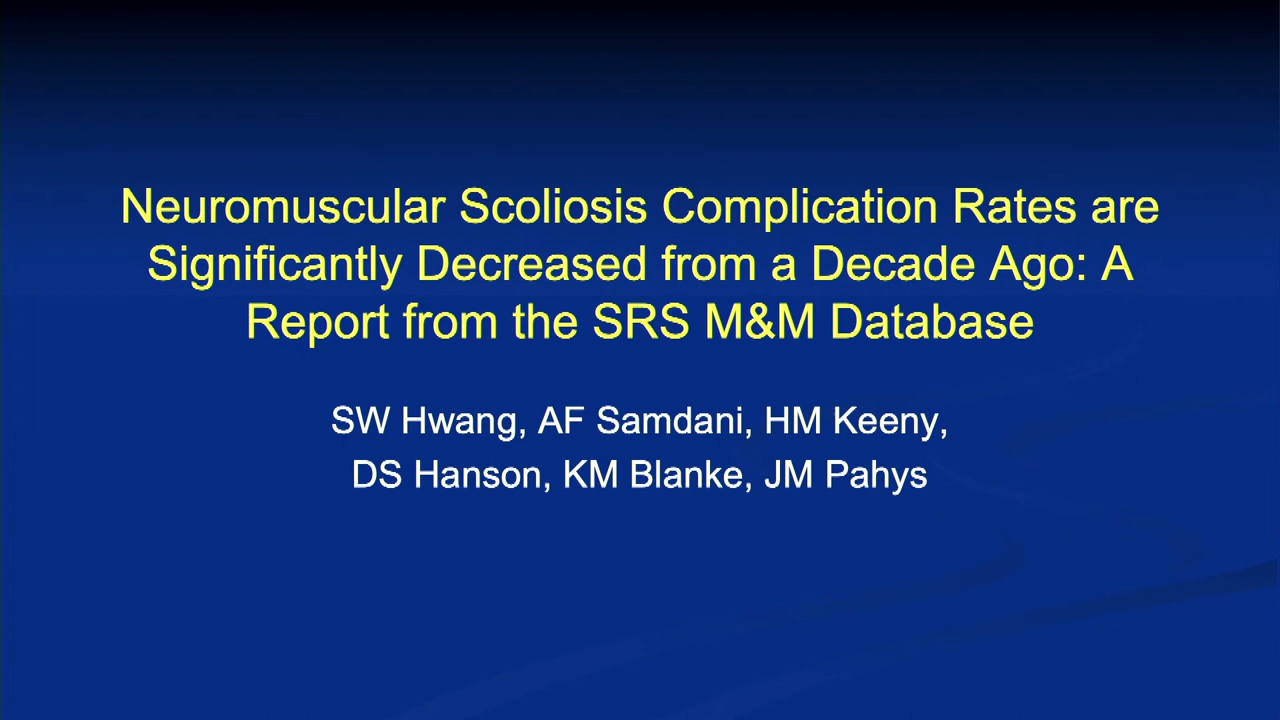 Neuromuscular Scoliosis Complication Rates are
Significantly Decreased from a Decade Ago: A
Report from the SRS M&M Database
SW Hwang, AF Samdani, HM Keeny,
DS Hanson, KM Blanke, JM Pahys